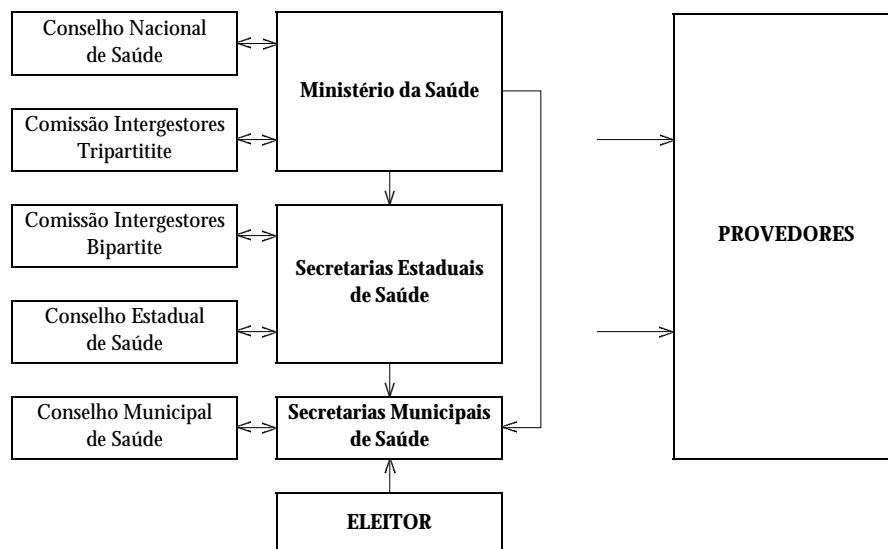 Conselho Nacional
de Saúde
Ministério da Saúde
Comissão Intergestores
Tripartitite
Comissão Intergestores
Bipartite
Secretarias Estaduais
de Saúde
PROVEDORES
Conselho Estadual
de Saúde
Conselho Municipal
de Saúde
Secretarias Municipais
de Saúde
ELEITOR